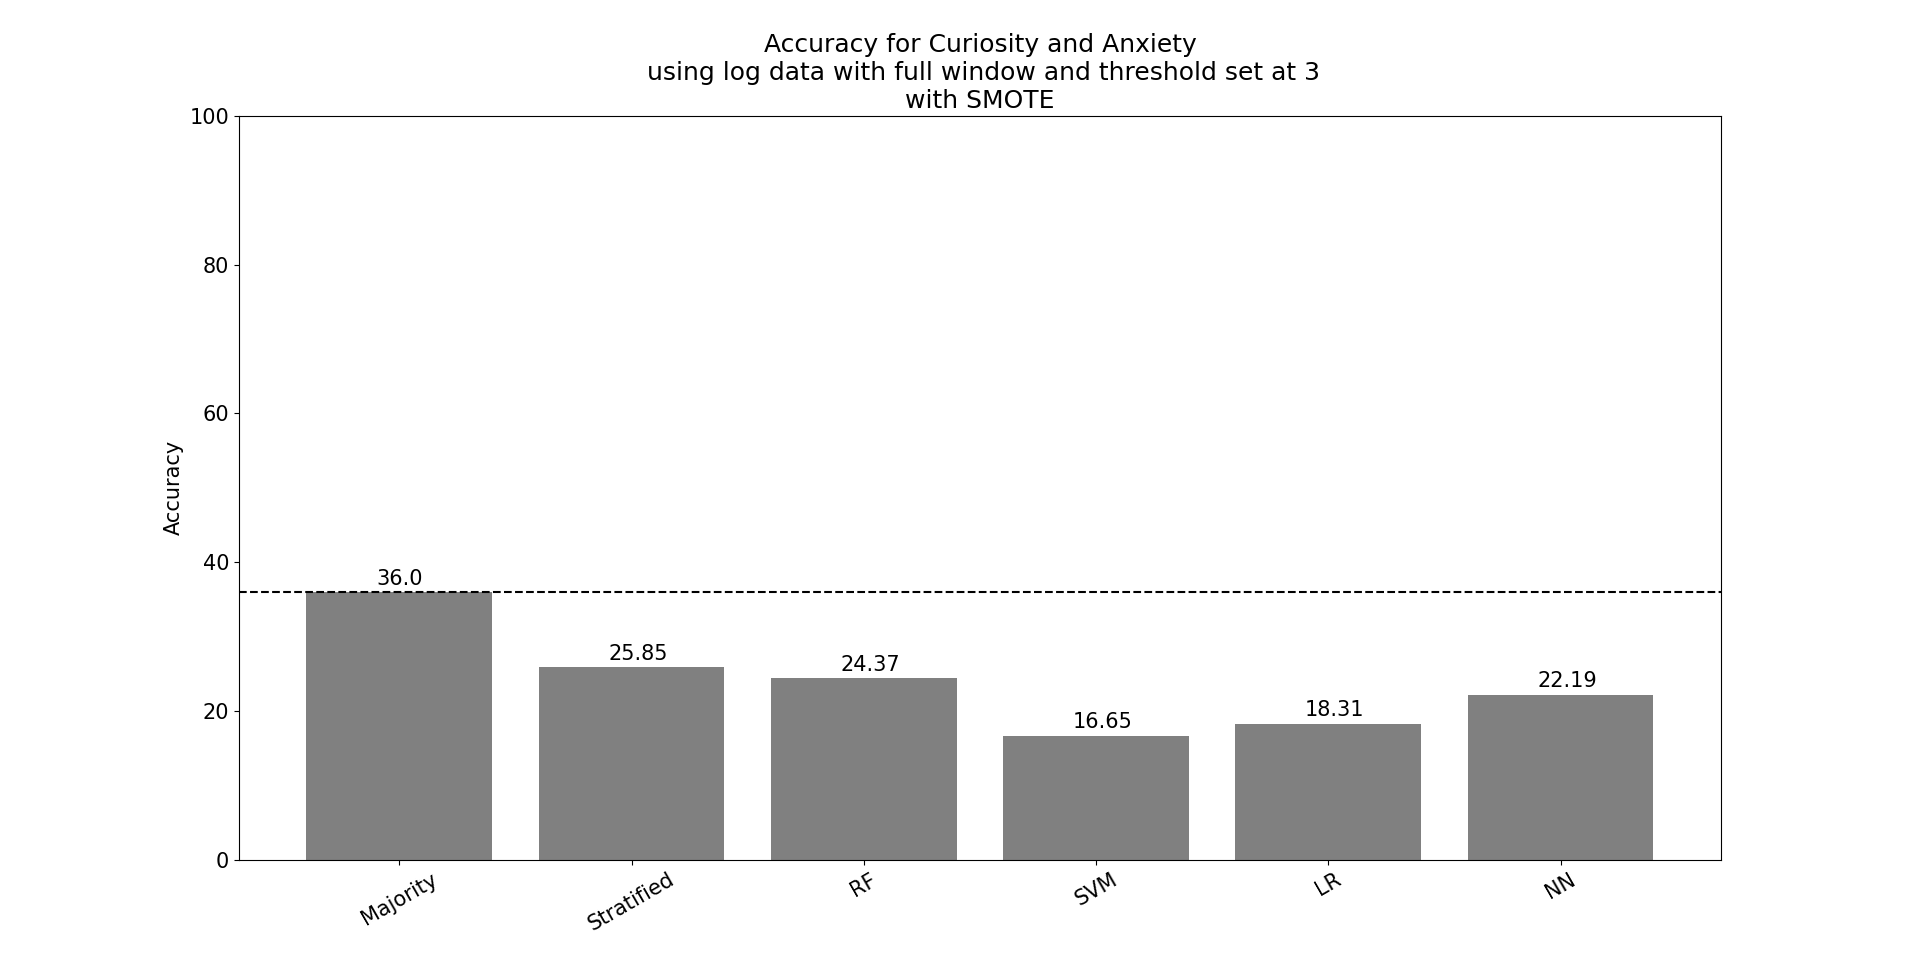 Accuracy for Curiosity and Anxiety
using log data with full window and threshold set at 3
with SMOTE
100
80
60
40
20
0
Accuracy
36.0
25.85
24.37
16.65
18.31
22.19
Majority
Stratified
RF
SVM
LR
NN